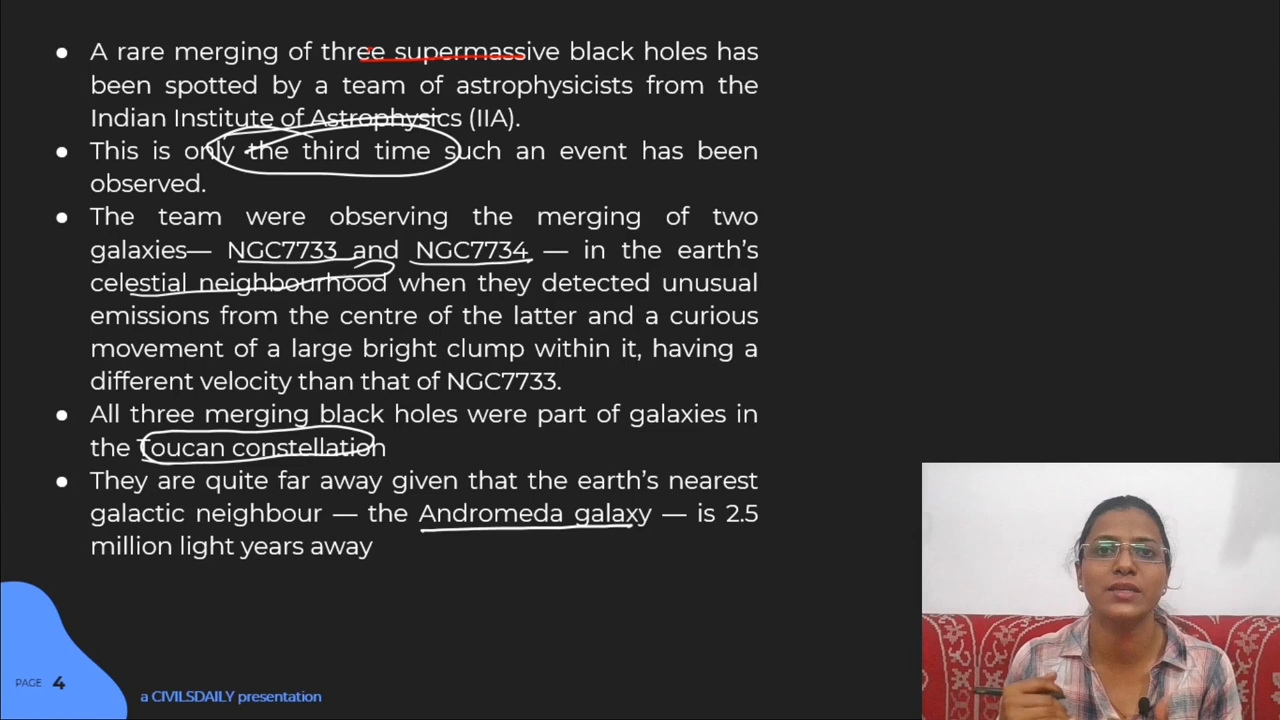 ● A rare merging of three supermassive black holes has
been spotted by a team of astrophysicists from the
Indian Institute of Astrophysics (IIA).
● This is only the third time such an event has been
observed.
● The team were observing the merging of two
galaxies— NGC7733 and NGC7734 — in the earth's
celestial neighbourhood when they detected unusual
emissions from the centre of the latter and a curious
movement of a large bright clump within it, having a
different velocity than that of NGC7733.
● All three merging black holes were part of galaxies in
the Toucan constellation
● They are quite far away given that the earth's nearest
galactic neighbour — the Andromeda galaxy — is 2.5
million light years away
PAGE 4
a CIVILSDAILY presentation